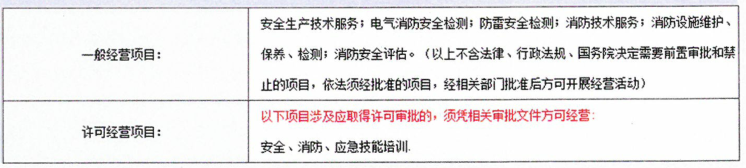 安全生产技术服务；电气消防安全检测；防雷安全检测；消防技术服务；消防设施维护、
一般经营项目： 保养、检测；消防安全评估。（以上不含法律、行政法规、国务院决定需要前置审批和禁
止的项目，依法须经批准的项目，经相关部门批准后方可开展经营活动）
以下项目涉及应取得许可审批的，须凭相关审批文件方可经营：
许可经营项目：
安全、消防、应急技能培训.